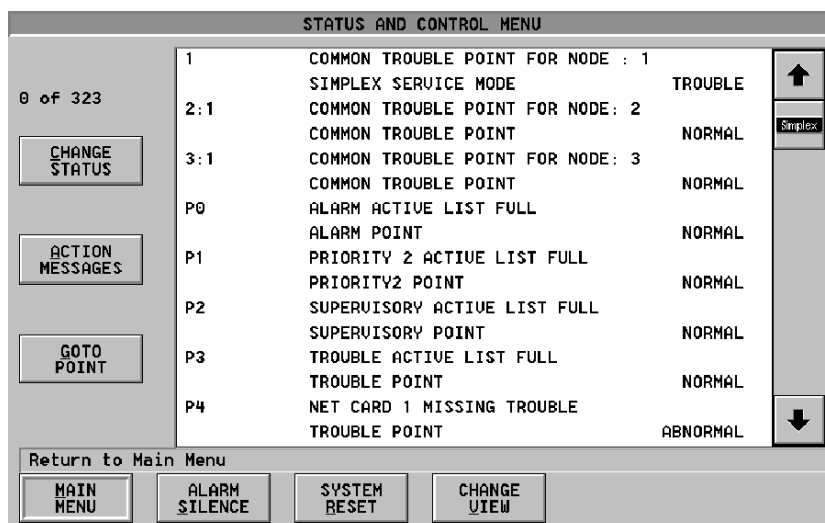 STATUS AND CONTROL MENU
0 of 323
CHANGE
STATUS
ACTION
MESSAGES
GOTO
POINT
1 COMMON TROUBLE POINT FOR NODE : 1
SIMPLEX SERVICE MODE TROUBLE
2:1 COMMON TROUBLE POINT FOR NODE: 2
COMMON TROUBLE POINT NORMAL
3:1 COMMON TROUBLE POINT FOR NODE: 3
COMMON TROUBLE POINT NORMAL
P0 ALARM ACTIVE LIST FULL
ALARM POINT NORMAL
P1 PRIORITY 2 ACTIVE LIST FULL
PRIORITY2 POINT NORMAL
P2 SUPERVISORY ACTIVE LIST FULL
SUPERVISORY POINT NORMAL
P3 TROUBLE ACTIVE LIST FULL
TROUBLE POINT NORMAL
P4 NET CARD 1 MISSING TROUBLE
TROUBLE POINT ABNORMAL
Simplex
Return to Main Menu
MAIN
MENU
ALARM
SILENCE
SYSTEM
RESET
CHANGE
VIEW